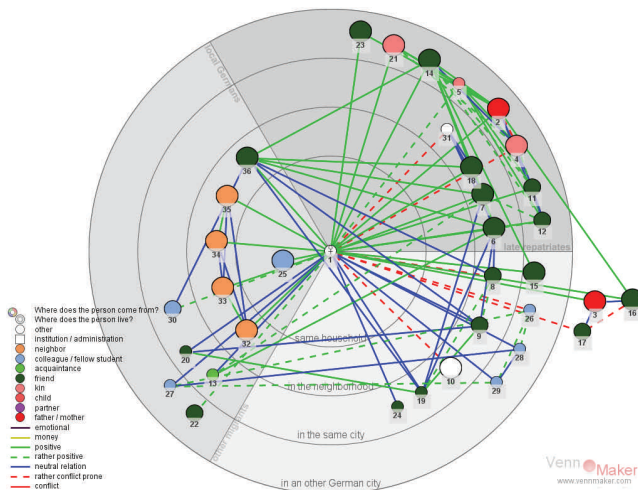 23
21
14
5
2
31
4
18
11
7
12
36
6
35
34
25
1
late repatriates
local Germans
8
15
33
26
3
16
30
32
9
17
same household
20
28
13
10
in the neighborhood
27
29
19
22
24
other migrants
in the same city
in an other German city
Where does the person come from?
Where does the person live?
other
institution / administration
neighbor
colleague / fellow student
acquaintance
friend
kin
child
partner
father / mother
emotional
money
positive
rather positive
neutral relation
rather conflict prone
conflict
Venn Maker
www.vennmaker.com